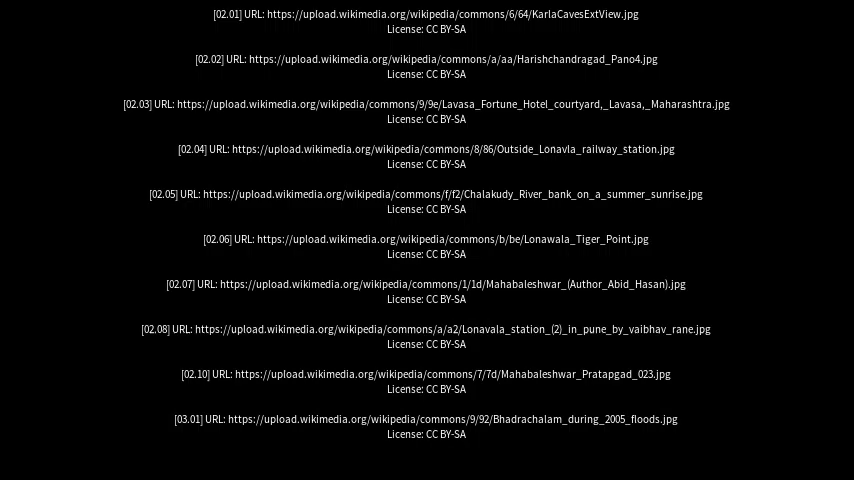 [02.01] URL: https://upload.wikimedia.org/wikipedia/commons/6/64/KarlaCavesExtView.jpg
License: CC BY-SA
[02.02] URL: https://upload.wikimedia.org/wikipedia/commons/a/aa/Harishchandragad_Pano4.jpg
License: CC BY-SA
[02.03] URL: https://upload.wikimedia.org/wikipedia/commons/9/9e/Lavasa_Fortune_Hotel_courtyard,_Lavasa,_Maharashtra.jpg
License: CC BY-SA
[02.04] URL: https://upload.wikimedia.org/wikipedia/commons/8/86/Outside_Lonavla_railway_station.jpg
License: CC BY-SA
[02.05] URL: https://upload.wikimedia.org/wikipedia/commons/f/f2/Chalakudy_River_bank_on_a_summer_sunrise.jpg
License: CC BY-SA
[02.06] URL: https://upload.wikimedia.org/wikipedia/commons/b/be/Lonawala_Tiger_Point.jpg
License: CC BY-SA
[02.07] URL: https://upload.wikimedia.org/wikipedia/commons/1/1d/Mahabaleshwar_(Author_Abid_Hasan).jpg
License: CC BY-SA
[02.08] URL: https://upload.wikimedia.org/wikipedia/commons/a/a2/Lonavala_station_(2)_in_pune_by_vaibhav_rane.jpg
License: CC BY-SA
[02.10] URL: https://upload.wikimedia.org/wikipedia/commons/7/7d/Mahabaleshwar_Pratapgad_023.jpg
License: CC BY-SA
[03.01] URL: https://upload.wikimedia.org/wikipedia/commons/9/92/Bhadrachalam_during_2005_floods.jpg
License: CC BY-SA